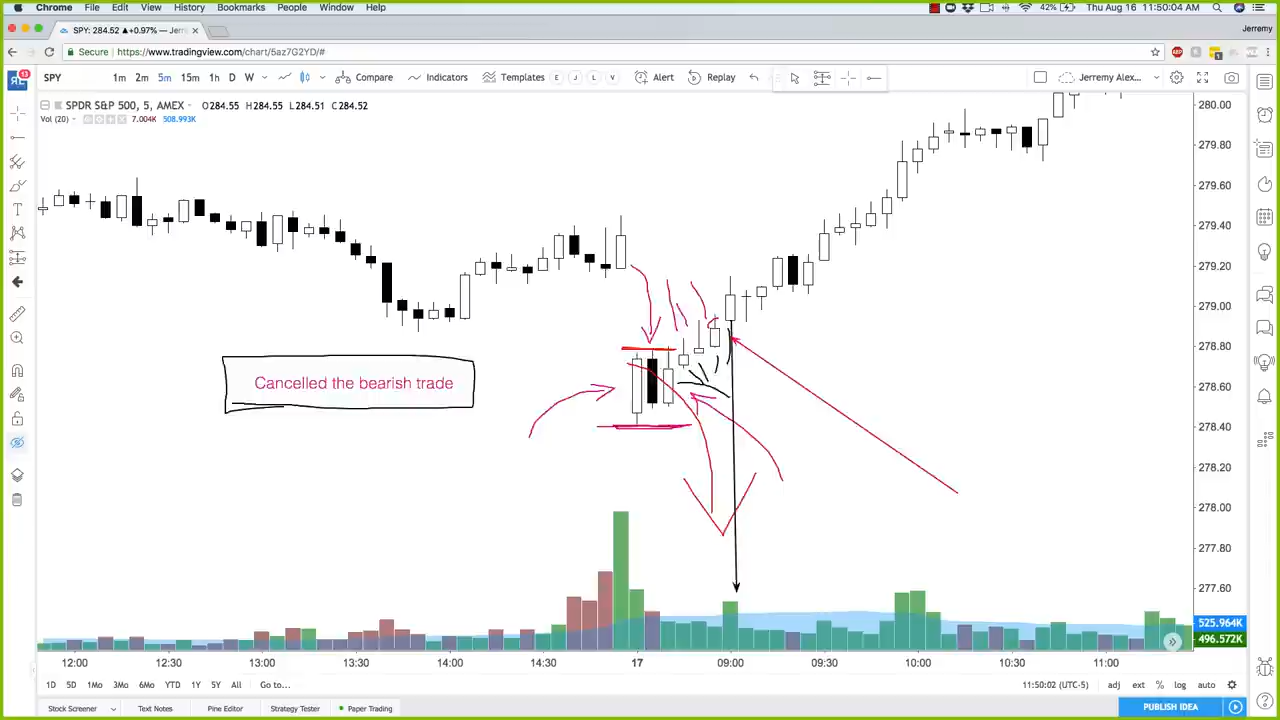 Chrome File Edit View History Bookmarks People Window Help 42% Thu Aug 16 11:50:04 AM
SPY: 284.52 ▲+0.97% — Jerr
Jerremy
Secure https://www.tradingview.com/chart/5az7G2YD/#
SPY 1m 2m 5m 15m 1h D W Compare Indicators Templates E J L V Alert Replay Jerremy Alex...
SPDR S&P 500, 5, AMEX O284.55 H284.55 L284.51 C284.52
Vol (20) 7.004K 508.993K
280.00
279.80
279.60
279.40
279.20
279.00
278.80
278.60
278.40
278.20
278.00
277.80
277.60
Cancelled the bearish trade
525.964K
496.572K
12:00 12:30 13:00 13:30 14:00 14:30 17 09:00 09:30 10:00 10:30 11:00
1D 5D 1Mo 3Mo 6Mo YTD 1Y 5Y All Go to... 11:50:02 (UTC-5) adj ext % log auto
Stock Screener Text Notes Pine Editor Strategy Tester Paper Trading PUBLISH IDEA